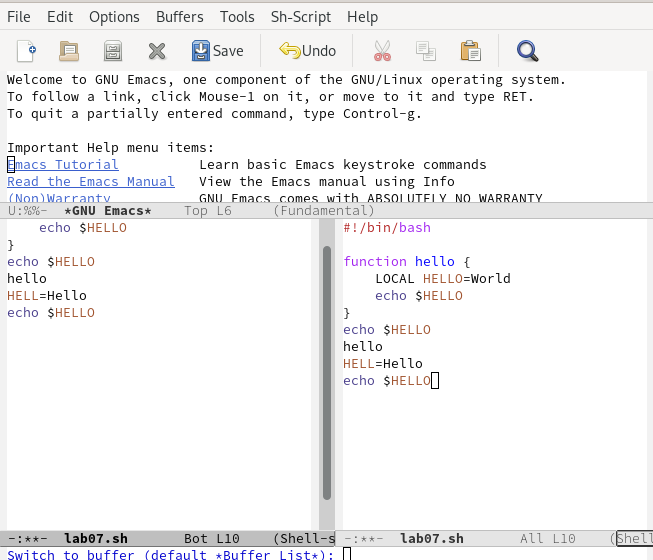 File Edit Options Buffers Tools Sh-Script Help
Save Undo
Welcome to GNU Emacs, one component of the GNU/Linux operating system.
To follow a link, click Mouse-1 on it, or move to it and type RET.
To quit a partially entered command, type Control-g.
Important Help menu items:
Emacs Tutorial Learn basic Emacs keystroke commands
Read the Emacs Manual View the Emacs manual using Info
(Non)Warranty GNU Emacs comes with ABSOLUTELY NO WARRANTY
U:%%- *GNU Emacs* Top L6 (Fundamental)
echo $HELLO
}
echo $HELLO
hello
HELL=Hello
echo $HELLO
-:**- lab07.sh Bot L10 (Shell-s
#!/bin/bash
function hello {
LOCAL HELLO=World
echo $HELLO
}
echo $HELLO
hello
HELL=Hello
echo $HELLO
-:**- lab07.sh All L10 (Shell
Switch to buffer (default *Buffer List*):